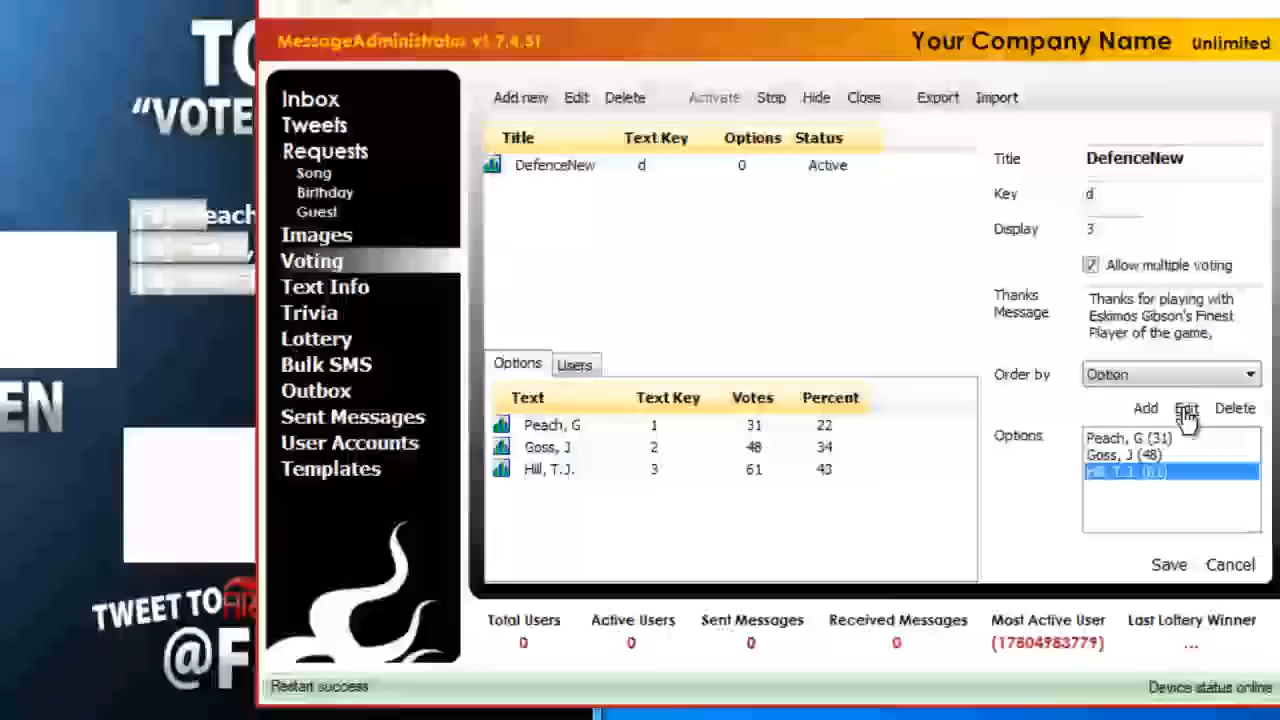 TO
"VOTE
each
EN
TWEET TO
@F
MessageAdministrator v1.7.4.51
Your Company Name Unlimited
Inbox
Tweets
Requests
Song
Birthday
Guest
Images
Voting
Text Info
Trivia
Lottery
Bulk SMS
Outbox
Sent Messages
User Accounts
Templates
Add new Edit Delete Activate Stop Hide Close Export Import
Title Text Key Options Status
DefenceNew d 0 Active
Title DefenceNew
Key d
Display 3
Allow multiple voting
Thanks Message
Thanks for playing with
Eskimos Gibson's Finest
Player of the game,
Order by Option
Add Edit Delete
Options
Peach, G (31)
Goss, J (48)
Hill, T.J. (61)
Save Cancel
Options Users
Text Text Key Votes Percent
Peach, G 1 31 22
Goss, J 2 48 34
Hill, T.J. 3 61 43
Total Users Active Users Sent Messages Received Messages Most Active User Last Lottery Winner
0 0 0 0 (17804983779) ...
Restart success Device status online